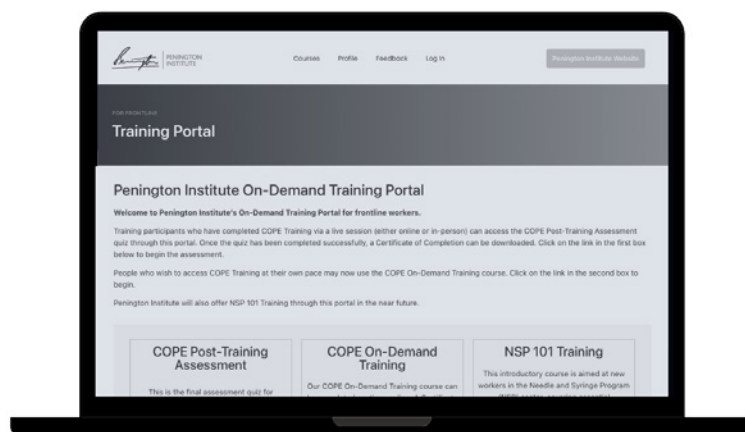 PENINGTON
INSTITUTE
Courses Profile Feedback Log In
Penington Institute Website
FOR FRONTLINE
Training Portal
Penington Institute On-Demand Training Portal
Welcome to Penington Institute's On-Demand Training Portal for frontline workers.
Training participants who have completed COPE Training via a live session (either online or in-person) can access the COPE Post-Training Assessment
quiz through this portal. Once the quiz has been completed successfully, a Certificate of Completion can be downloaded. Click on the link in the first box
below to begin the assessment.
People who wish to access COPE Training at their own pace may now use the COPE On-Demand Training course. Click on the link in the second box to
begin.
Penington Institute will also offer NSP 101 Training through this portal in the near future.
COPE Post-Training
Assessment
This is the final assessment quiz for
COPE On-Demand
Training
Our COPE On-Demand Training course can
NSP 101 Training
This introductory course is aimed at new
workers in the Needle and Syringe Program